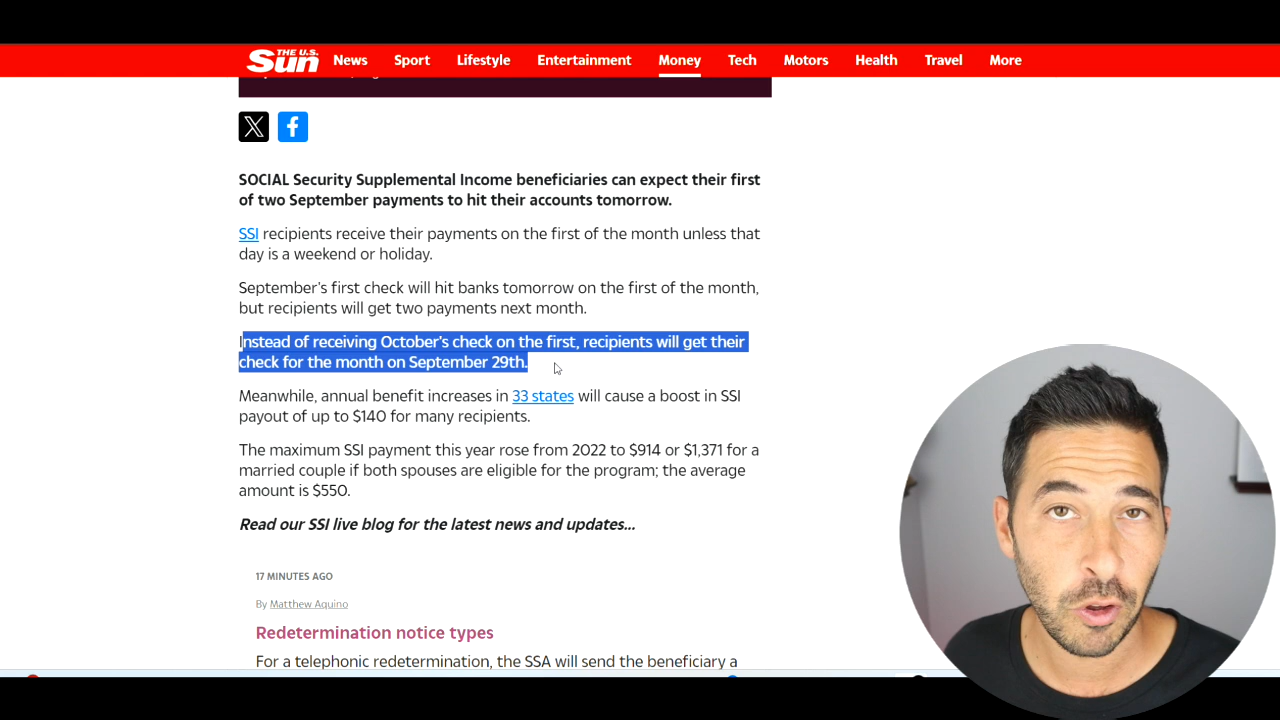 THE U.S. Sun News Sport Lifestyle Entertainment Money Tech Motors Health Travel More
SOCIAL Security Supplemental Income beneficiaries can expect their first
of two September payments to hit their accounts tomorrow.
SSI recipients receive their payments on the first of the month unless that
day is a weekend or holiday.
September's first check will hit banks tomorrow on the first of the month,
but recipients will get two payments next month.
Instead of receiving October's check on the first, recipients will get their
check for the month on September 29th.
Meanwhile, annual benefit increases in 33 states will cause a boost in SSI
payout of up to $140 for many recipients.
The maximum SSI payment this year rose from 2022 to $914 or $1,371 for a
married couple if both spouses are eligible for the program; the average
amount is $550.
Read our SSI live blog for the latest news and updates...
17 MINUTES AGO
By Matthew Aquino
Redetermination notice types
For a telephonic redetermination, the SSA will send the beneficiary a